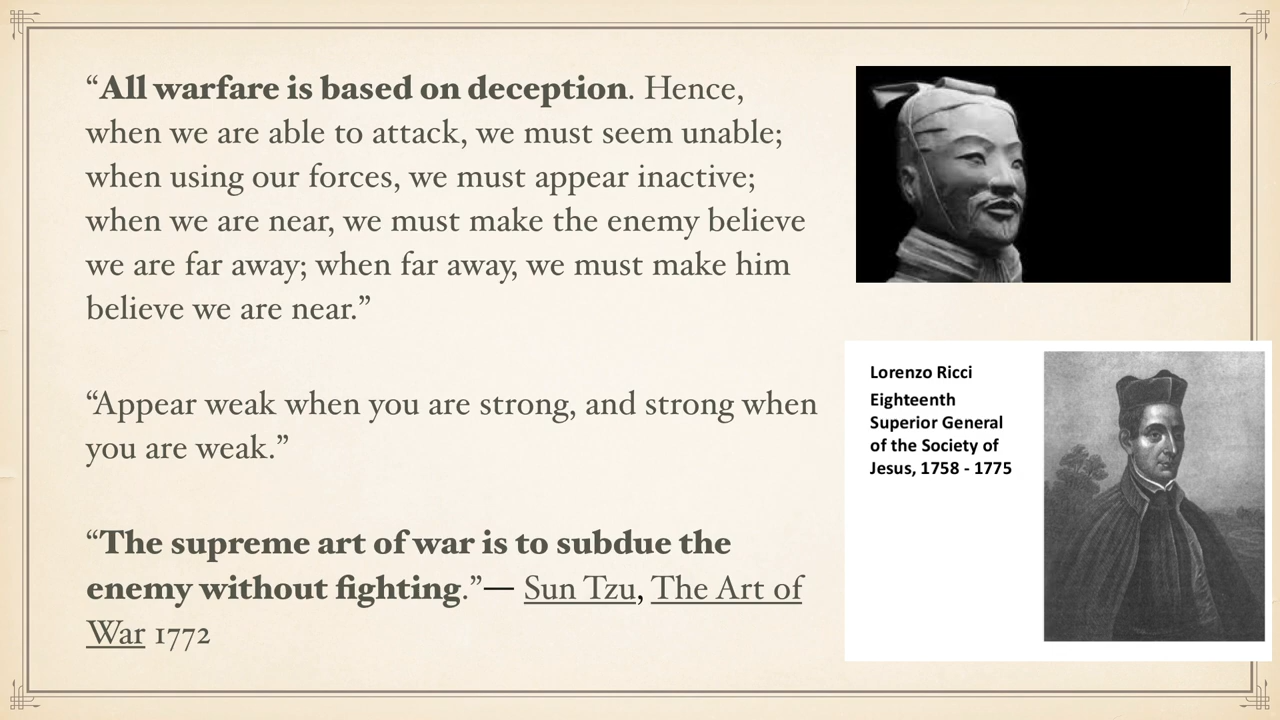 “All warfare is based on deception. Hence,
when we are able to attack, we must seem unable;
when using our forces, we must appear inactive;
when we are near, we must make the enemy believe
we are far away; when far away, we must make him
believe we are near.”
“Appear weak when you are strong, and strong when
you are weak.”
“The supreme art of war is to subdue the
enemy without fighting.”― Sun Tzu, The Art of
War 1772
Lorenzo Ricci
Eighteenth
Superior General
of the Society of
Jesus, 1758 - 1775